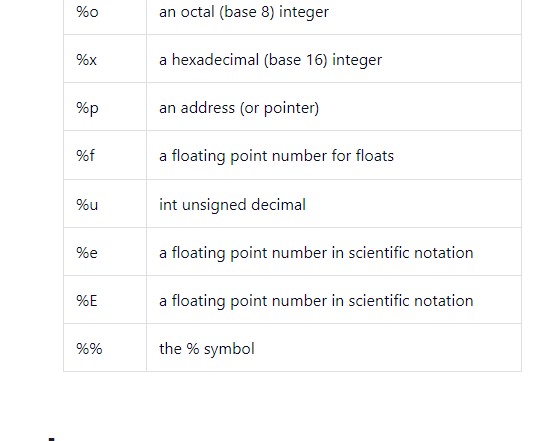 %o an octal (base 8) integer
%x a hexadecimal (base 16) integer
%p an address (or pointer)
%f a floating point number for floats
%u int unsigned decimal
%e a floating point number in scientific notation
%E a floating point number in scientific notation
%% the % symbol